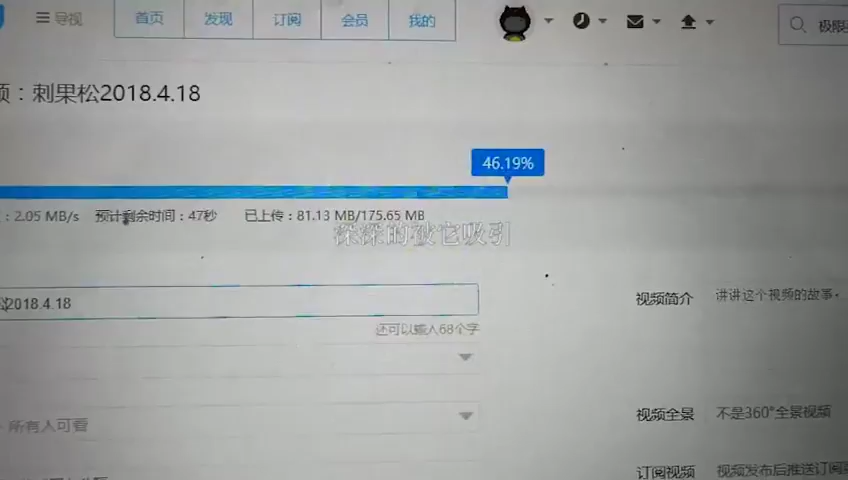 导视 首页 发现 订阅 会员 我的 极限
频：刺果松2018.4.18
46.19%
：2.05 MB/s 预计剩余时间：47秒 已上传：81.13 MB/175.65 MB
深深的被它吸引
松2018.4.18
视频简介 讲讲这个视频的故事
还可以输入68个字
所有人可看
视频全景 不是360°全景视频
订阅视频 视频发布后推送订阅